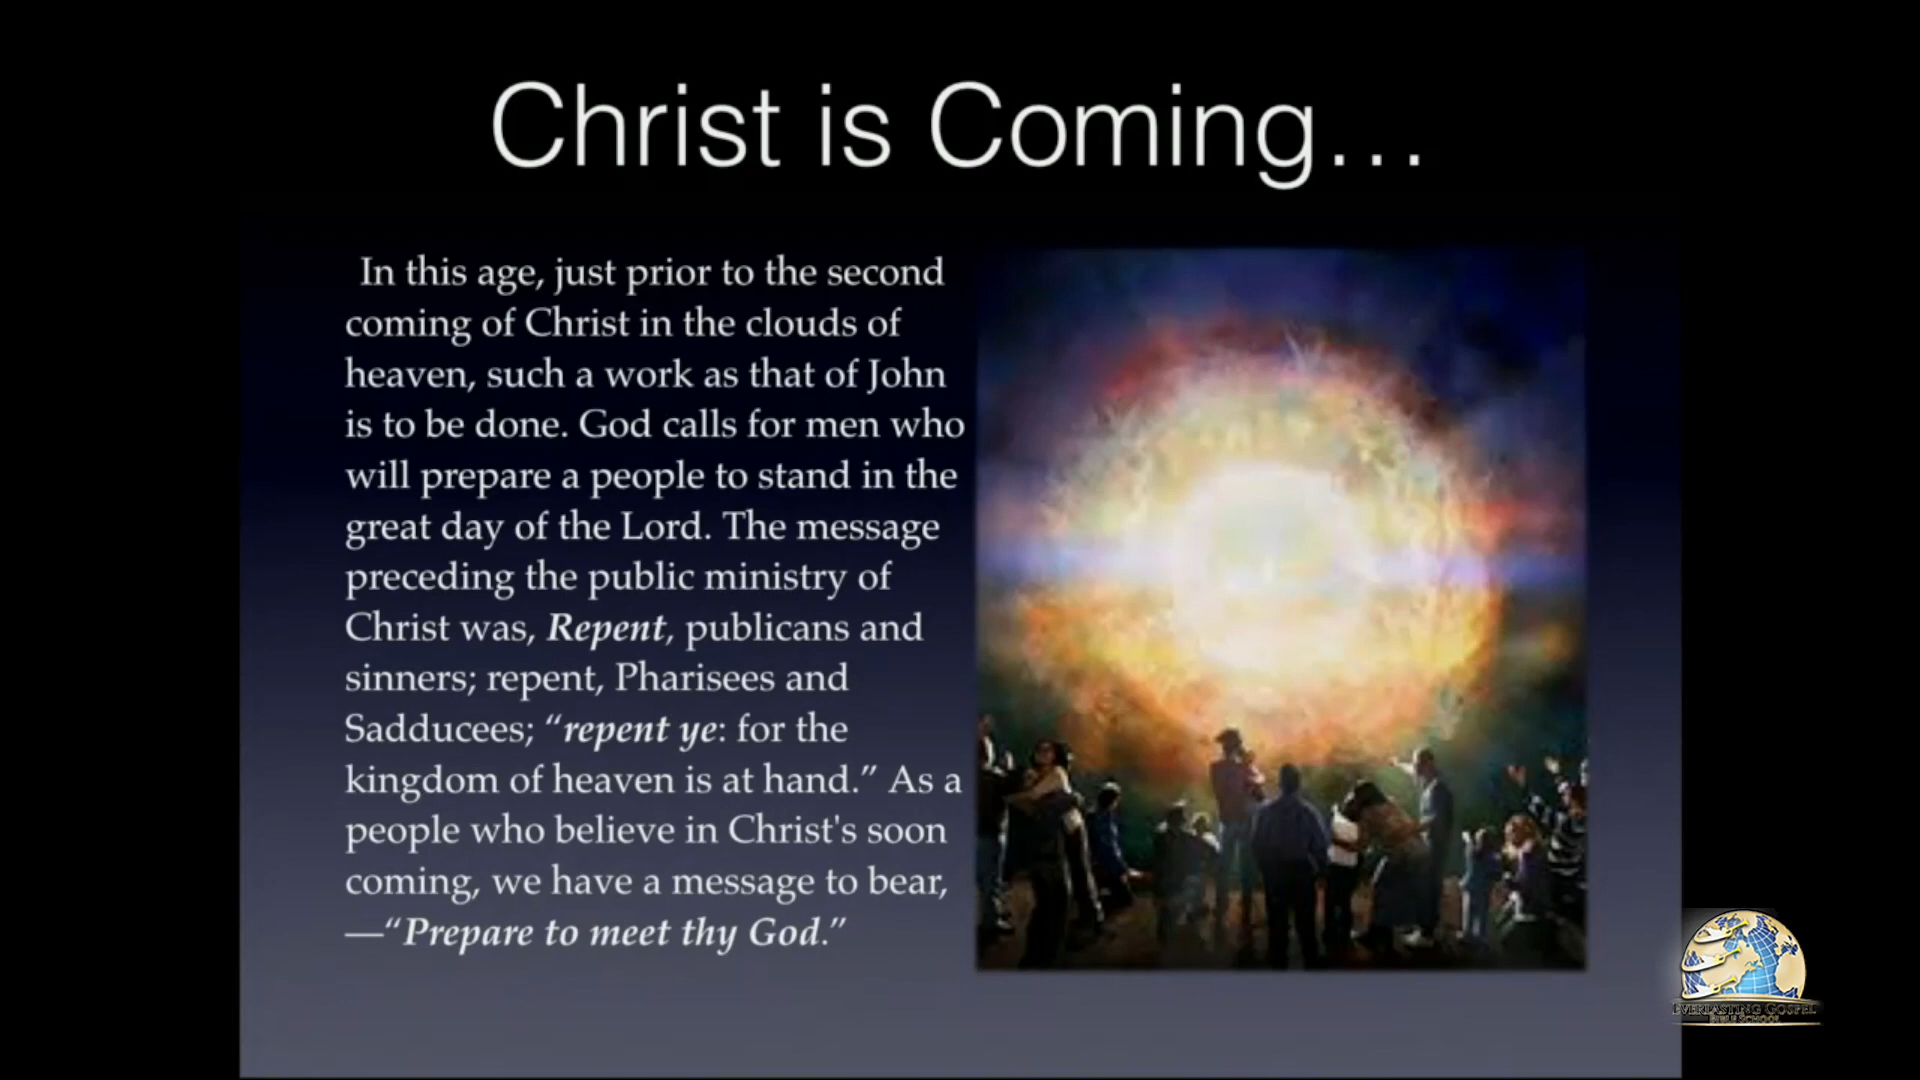 Christ is Coming...
In this age, just prior to the second
coming of Christ in the clouds of
heaven, such a work as that of John
is to be done. God calls for men who
will prepare a people to stand in the
great day of the Lord. The message
preceding the public ministry of
Christ was, Repent, publicans and
sinners; repent, Pharisees and
Sadducees; “repent ye: for the
kingdom of heaven is at hand.” As a
people who believe in Christ's soon
coming, we have a message to bear,
—“Prepare to meet thy God.”
Everlasting Gospel
Bible School